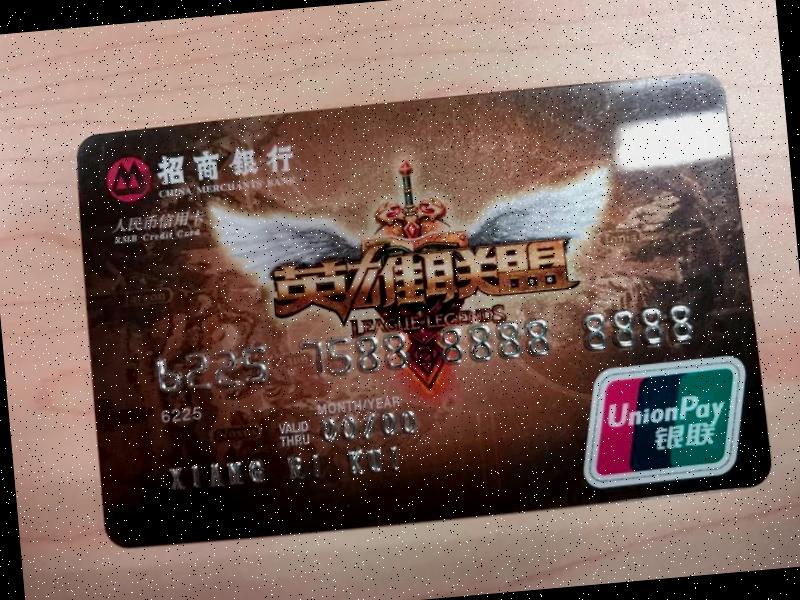 招商银行
CHINA MERCHANTS BANK
人民币信用卡
RMB Credit Card
英雄联盟
LEAGUE OF LEGENDS
6225 7588 8888 8888
6225
MONTH/YEAR
VALID THRU 00/00
XIANG
UnionPay
银联